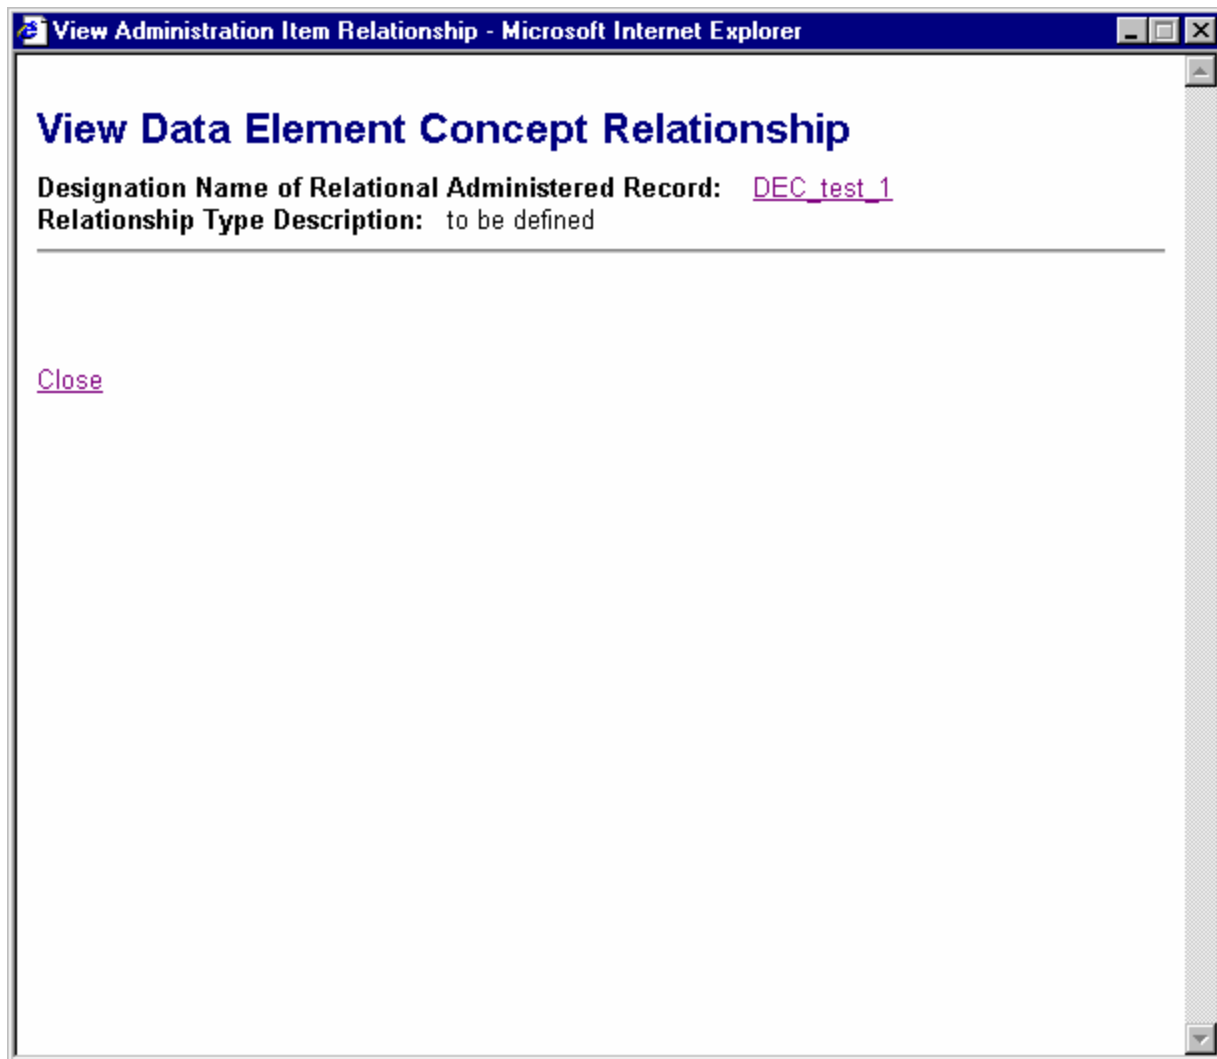 View Administration Item Relationship - Microsoft Internet Explorer
View Data Element Concept Relationship
Designation Name of Relational Administered Record: DEC_test_1
Relationship Type Description: to be defined
Close